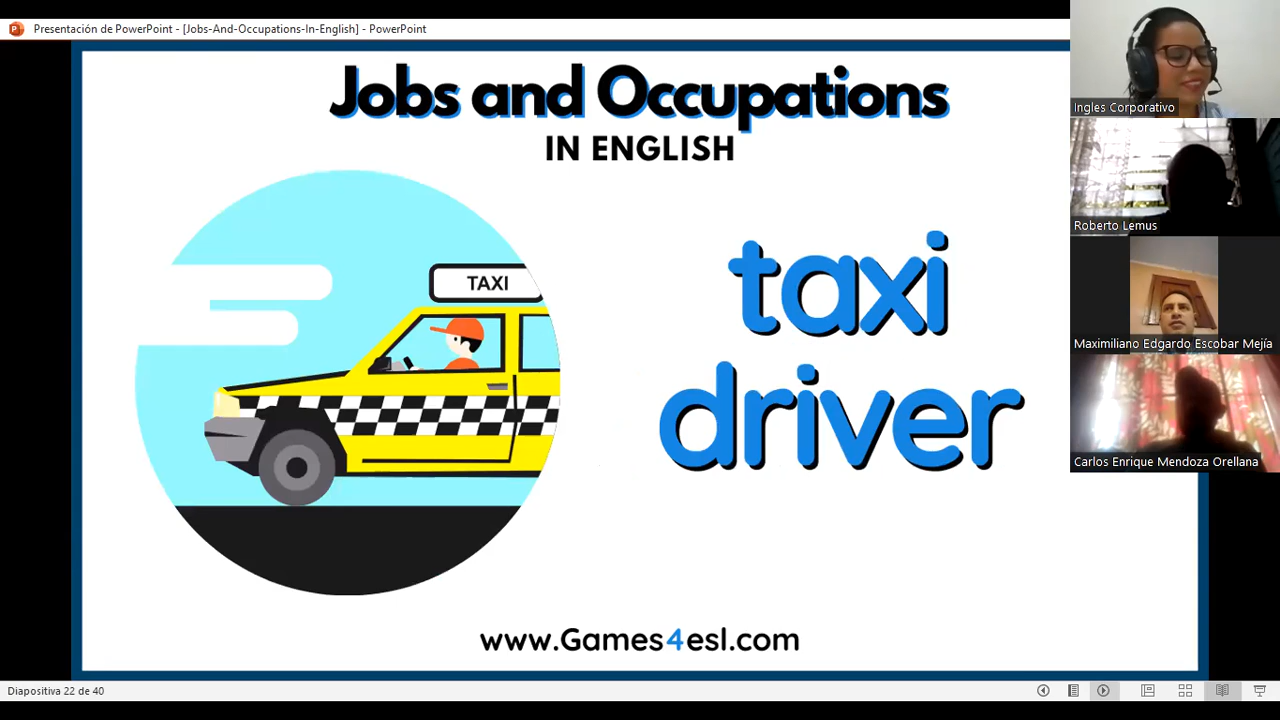 Presentación de PowerPoint - [Jobs-And-Occupations-In-English] - PowerPoint
Jobs and Occupations
IN ENGLISH
TAXI
taxi
driver
www.Games4esl.com
Diapositiva 22 de 40
Ingles Corporativo
Roberto Lemus
Maximiliano Edgardo Escobar Mejía
Carlos Enrique Mendoza Orellana